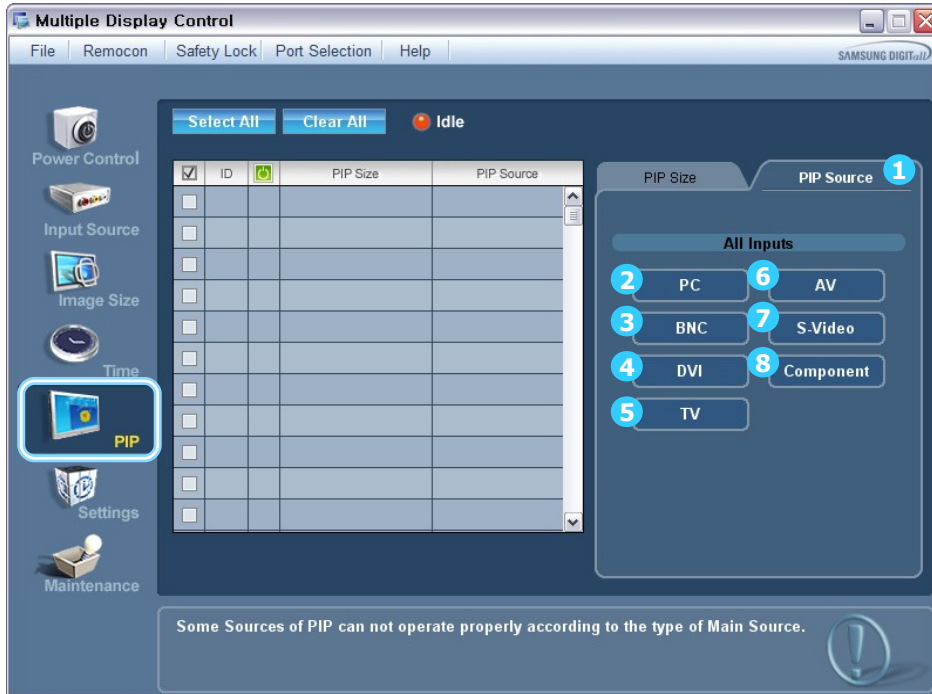 Multiple Display Control
File Remocon Safety Lock Port Selection Help
SAMSUNG DIGITall
Select All Clear All Idle
Power Control
Input Source
Image Size
Time
PIP
Settings
Maintenance
ID PIP Size PIP Source
PIP Size PIP Source 1
All Inputs
2 PC 6 AV
3 BNC 7 S-Video
4 DVI 8 Component
5 TV
Some Sources of PIP can not operate properly according to the type of Main Source.